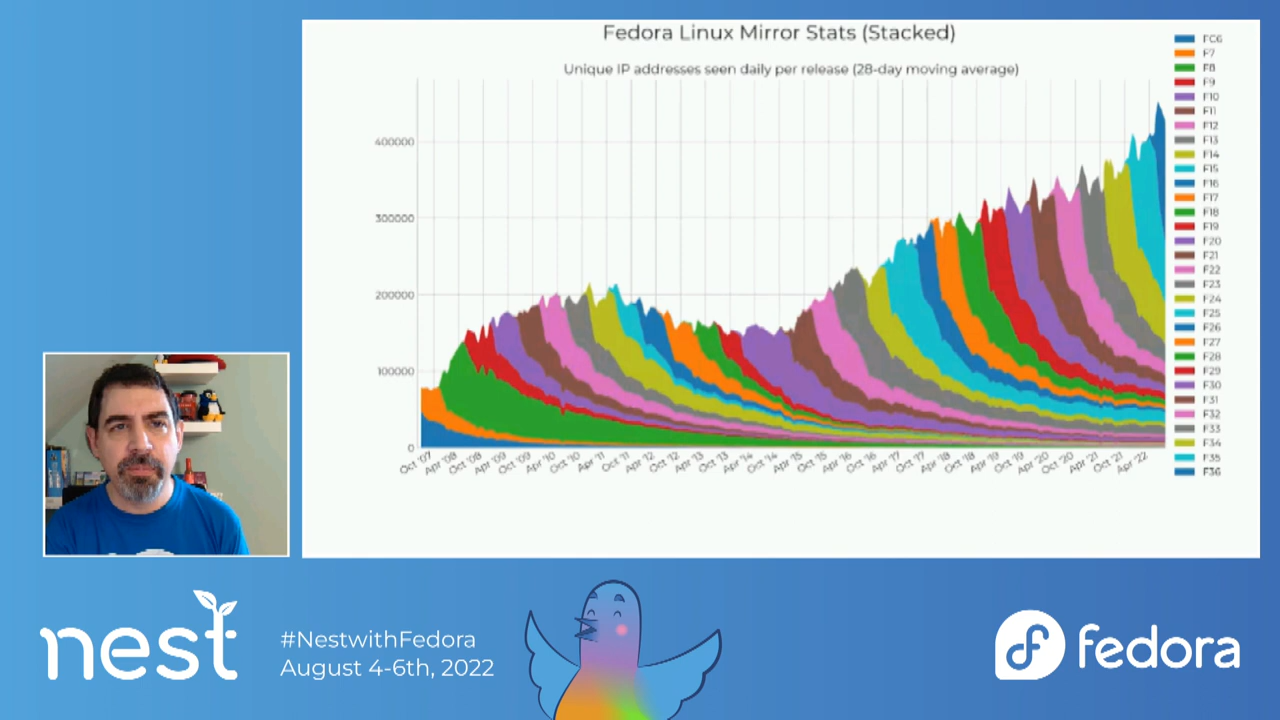 Fedora Linux Mirror Stats (Stacked)
Unique IP addresses seen daily per release (28-day moving average)
400000
300000
200000
100000
0
Oct '07
Apr '08
Oct '08
Apr '09
Oct '09
Apr '10
Oct '10
Apr '11
Oct '11
Apr '12
Oct '12
Apr '13
Oct '13
Apr '14
Oct '14
Apr '15
Oct '15
Apr '16
Oct '16
Apr '17
Oct '17
Apr '18
Oct '18
Apr '19
Oct '19
Apr '20
Oct '20
Apr '21
Oct '21
Apr '22
FC6
F7
F8
F9
F10
F11
F12
F13
F14
F15
F16
F17
F18
F19
F20
F21
F22
F23
F24
F25
F26
F27
F28
F29
F30
F31
F32
F33
F34
F35
F36
nest
#NestwithFedora
August 4-6th, 2022
fedora